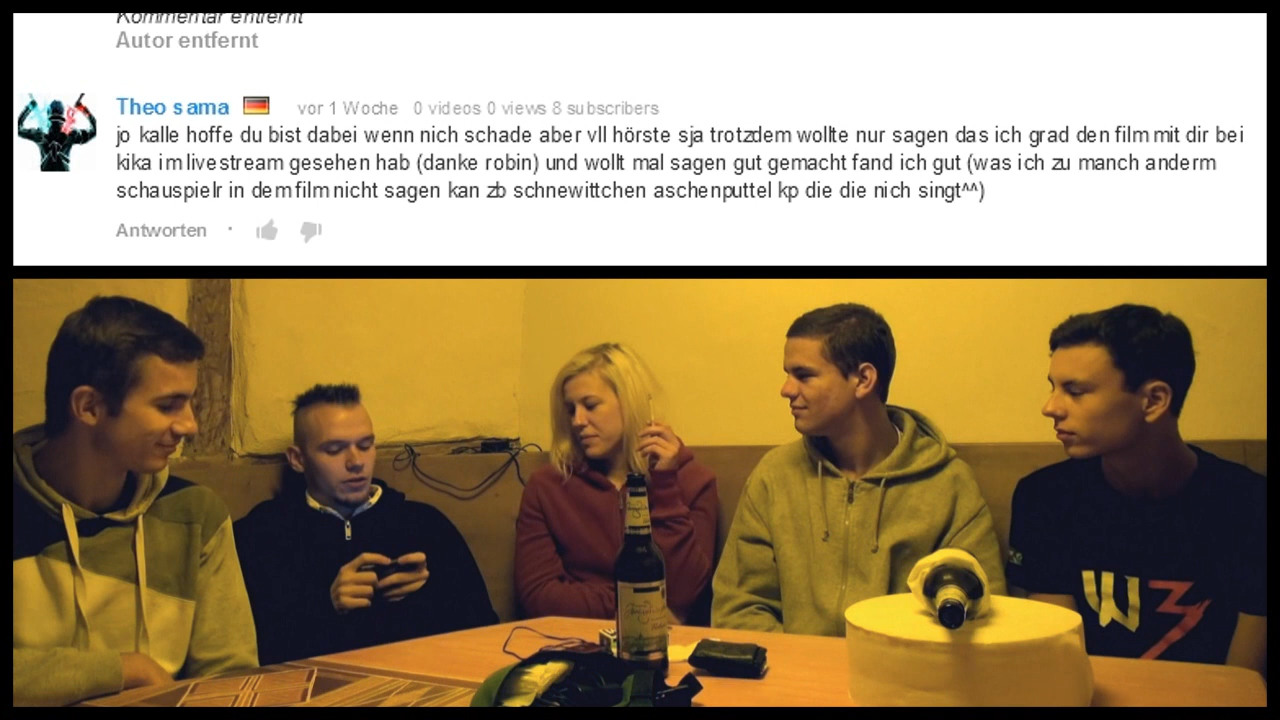 Kommentar entfernt
Autor entfernt
Theo sama vor 1 Woche 0 videos 0 views 8 subscribers
jo kalle hoffe du bist dabei wenn nich schade aber vll hörste sja trotzdem wollte nur sagen das ich grad den film mit dir bei
kika im livestream gesehen hab (danke robin) und wollt mal sagen gut gemacht fand ich gut (was ich zu manch anderm
schauspielr in dem film nicht sagen kan zb schnewittchen aschenputtel kp die die nich singt^^)
Antworten ·
W3